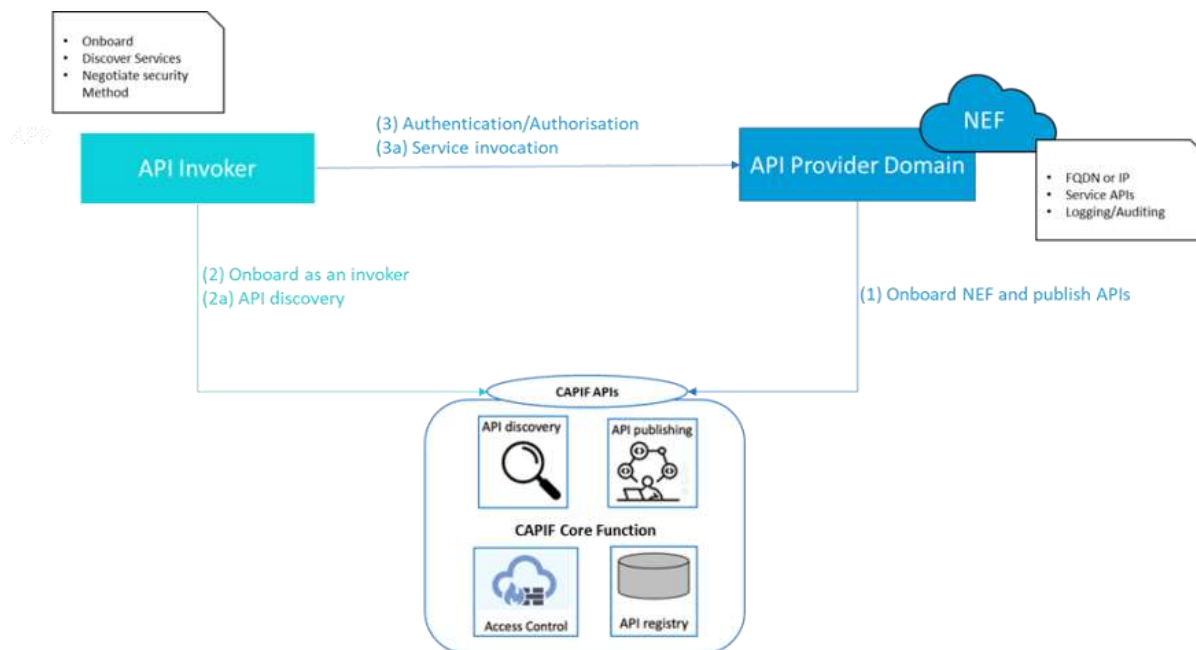 • Onboard
• Discover Services
• Negotiate security
Method
APP
API Invoker
(3) Authentication/Authorisation
(3a) Service invocation
API Provider Domain
NEF
• FQDN or IP
• Service APIs
• Logging/Auditing
(2) Onboard as an invoker
(2a) API discovery
(1) Onboard NEF and publish APIs
CAPIF APIs
API discovery
API publishing
CAPIF Core Function
Access Control
API registry